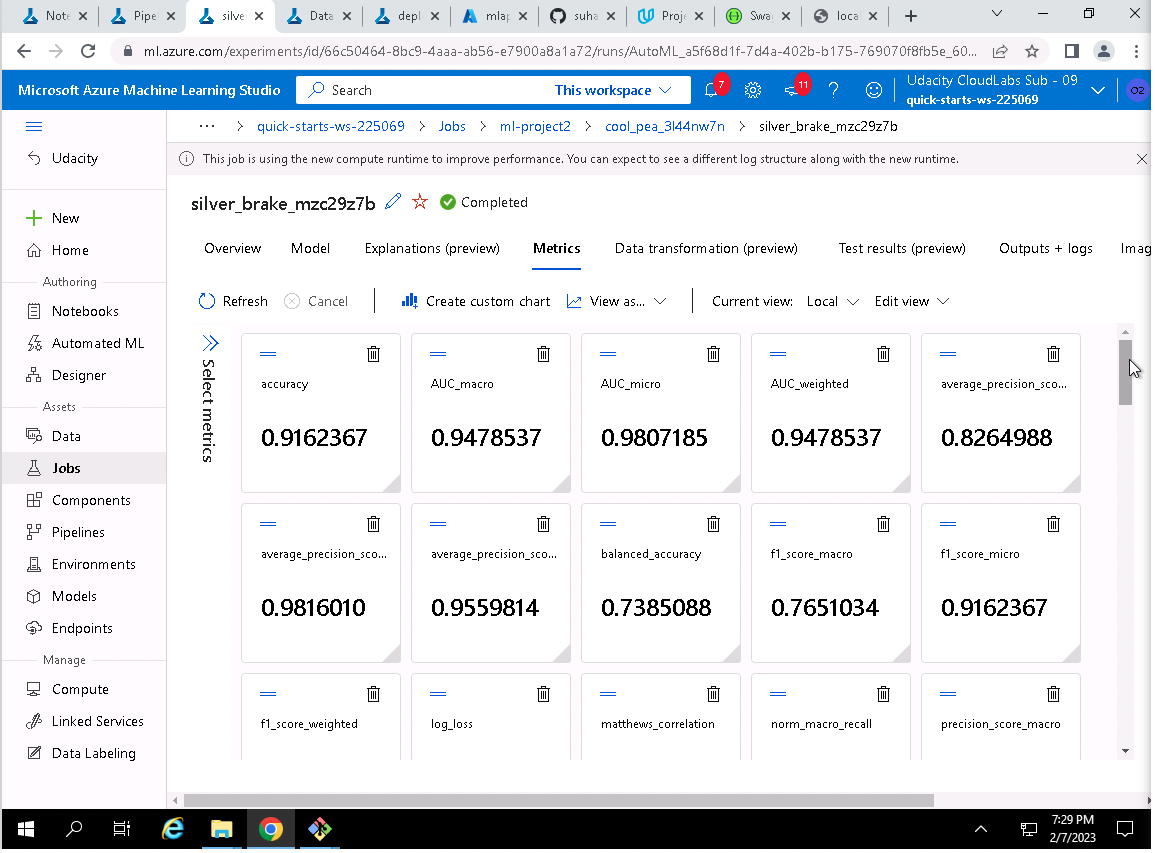 Note
Pipe
silve
Data
depl
mlap
suha
Proje
Swag
loca
ml.azure.com/experiments/id/66c50464-8bc9-4aaa-ab56-e7900a8a1a72/runs/AutoML_a5f68d1f-7d4a-402b-b175-769070f8fb5e_60...
Microsoft Azure Machine Learning Studio
Search
This workspace
7
11
?
Udacity CloudLabs Sub - 09
quick-starts-ws-225069
O2
... > quick-starts-ws-225069 > Jobs > ml-project2 > cool_pea_3l44nw7n > silver_brake_mzc29z7b
This job is using the new compute runtime to improve performance. You can expect to see a different log structure along with the new runtime.
Udacity
New
Home
Authoring
Notebooks
Automated ML
Designer
Assets
Data
Jobs
Components
Pipelines
Environments
Models
Endpoints
Manage
Compute
Linked Services
Data Labeling
silver_brake_mzc29z7b
Completed
Overview Model Explanations (preview) Metrics Data transformation (preview) Test results (preview) Outputs + logs Imag
Refresh Cancel Create custom chart View as... Current view: Local Edit view
Select metrics
accuracy
0.9162367
AUC_macro
0.9478537
AUC_micro
0.9807185
AUC_weighted
0.9478537
average_precision_sco...
0.8264988
average_precision_sco...
0.9816010
average_precision_sco...
0.9559814
balanced_accuracy
0.7385088
f1_score_macro
0.7651034
f1_score_micro
0.9162367
f1_score_weighted
log_loss
matthews_correlation
norm_macro_recall
precision_score_macro
7:29 PM
2/7/2023